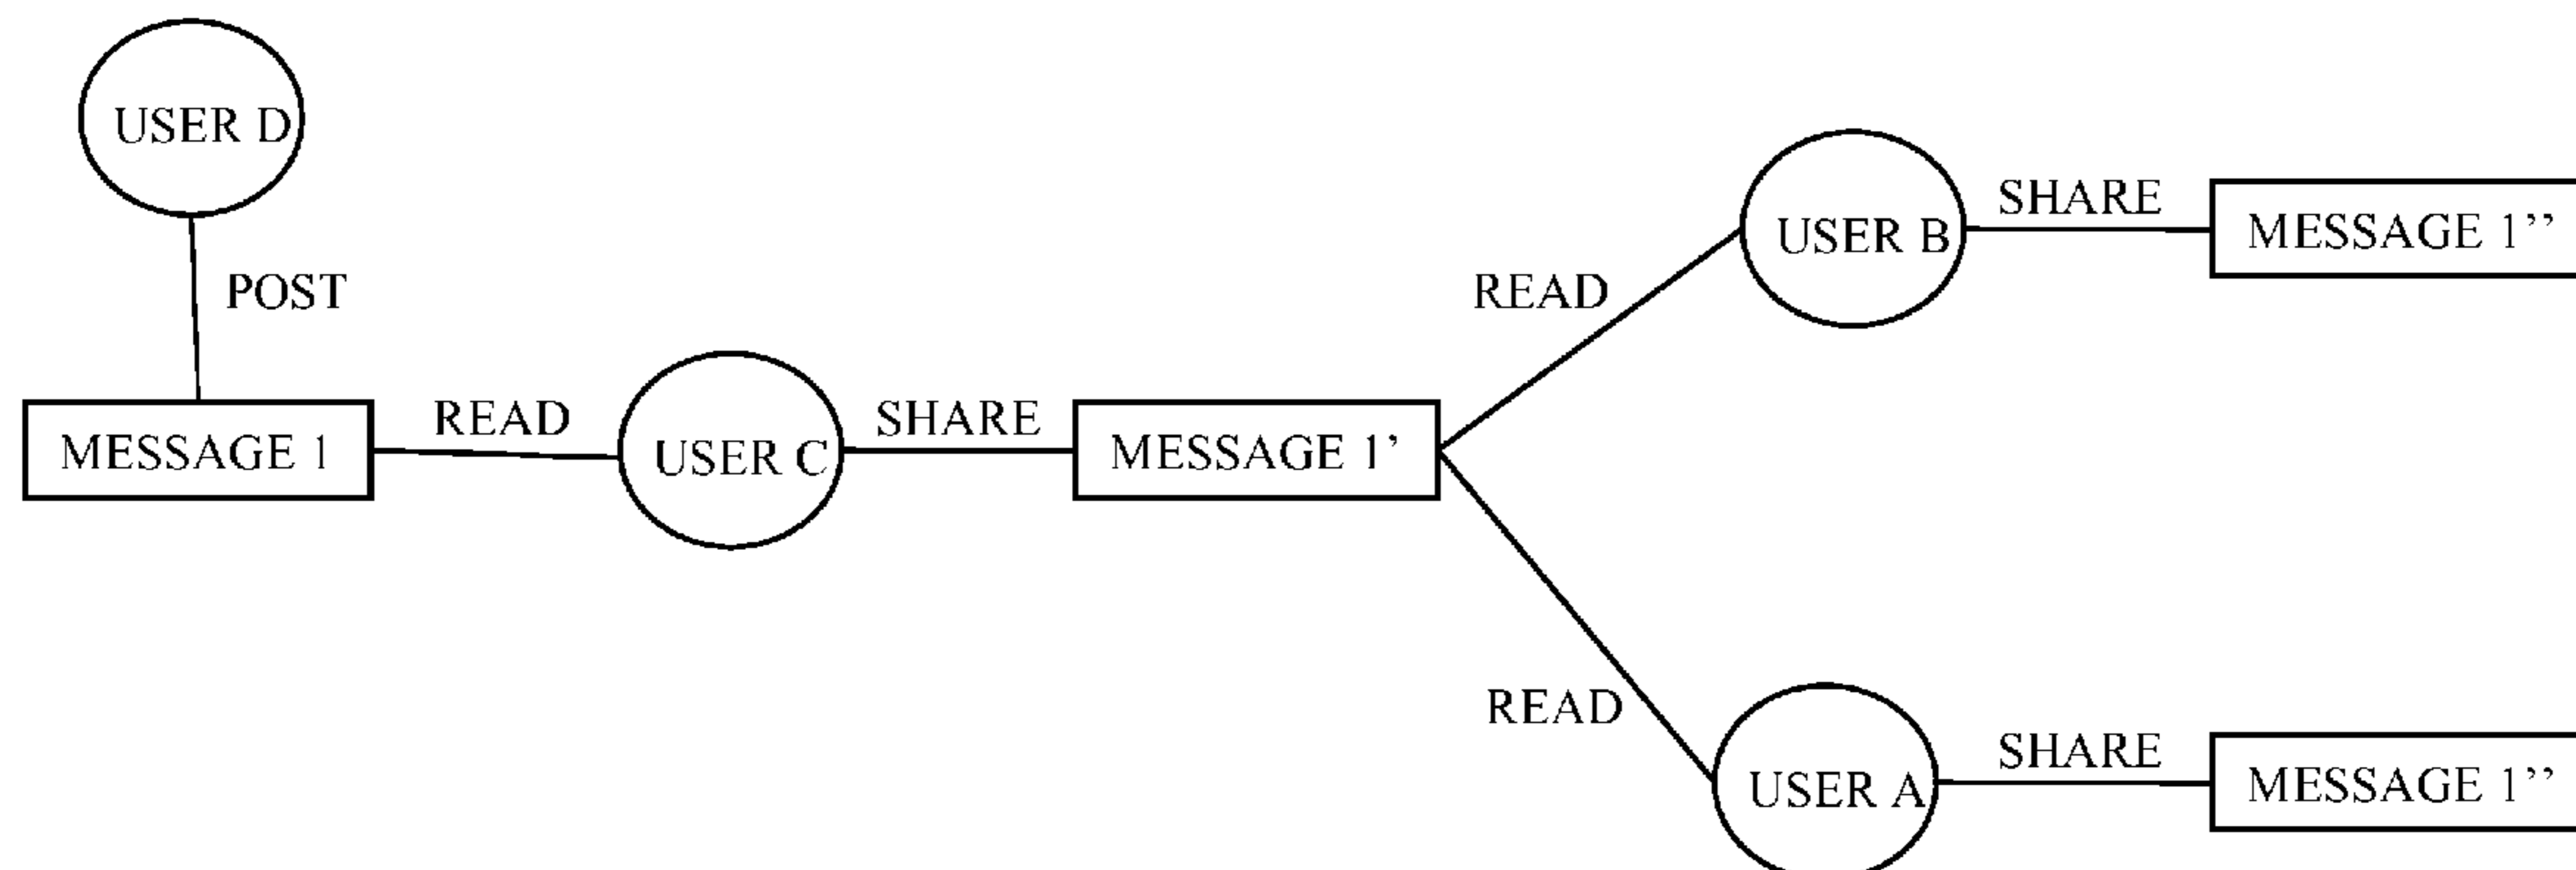 USER D
POST
MESSAGE 1
READ
USER C
SHARE
MESSAGE 1’
READ
USER B
SHARE
MESSAGE 1’’
READ
USER A
SHARE
MESSAGE 1’’